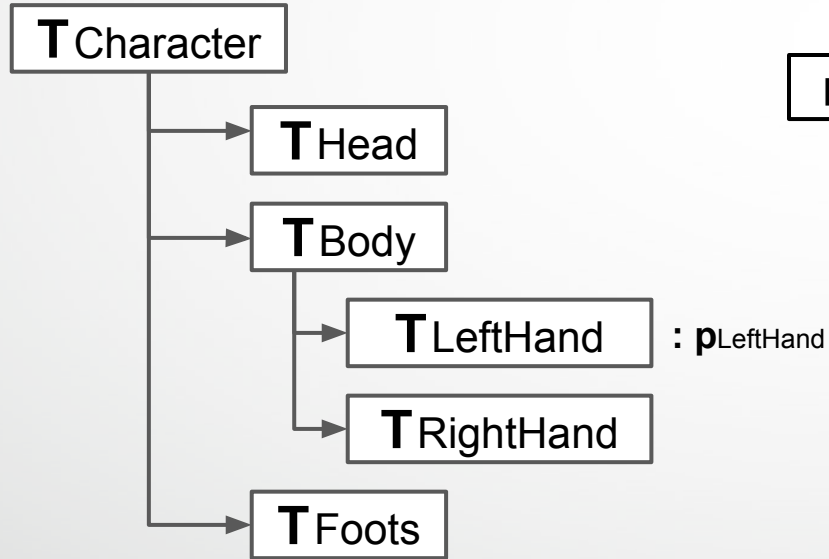 TCharacter
THead
TBody
TLeftHand : pLeftHand
TRightHand
TFoots